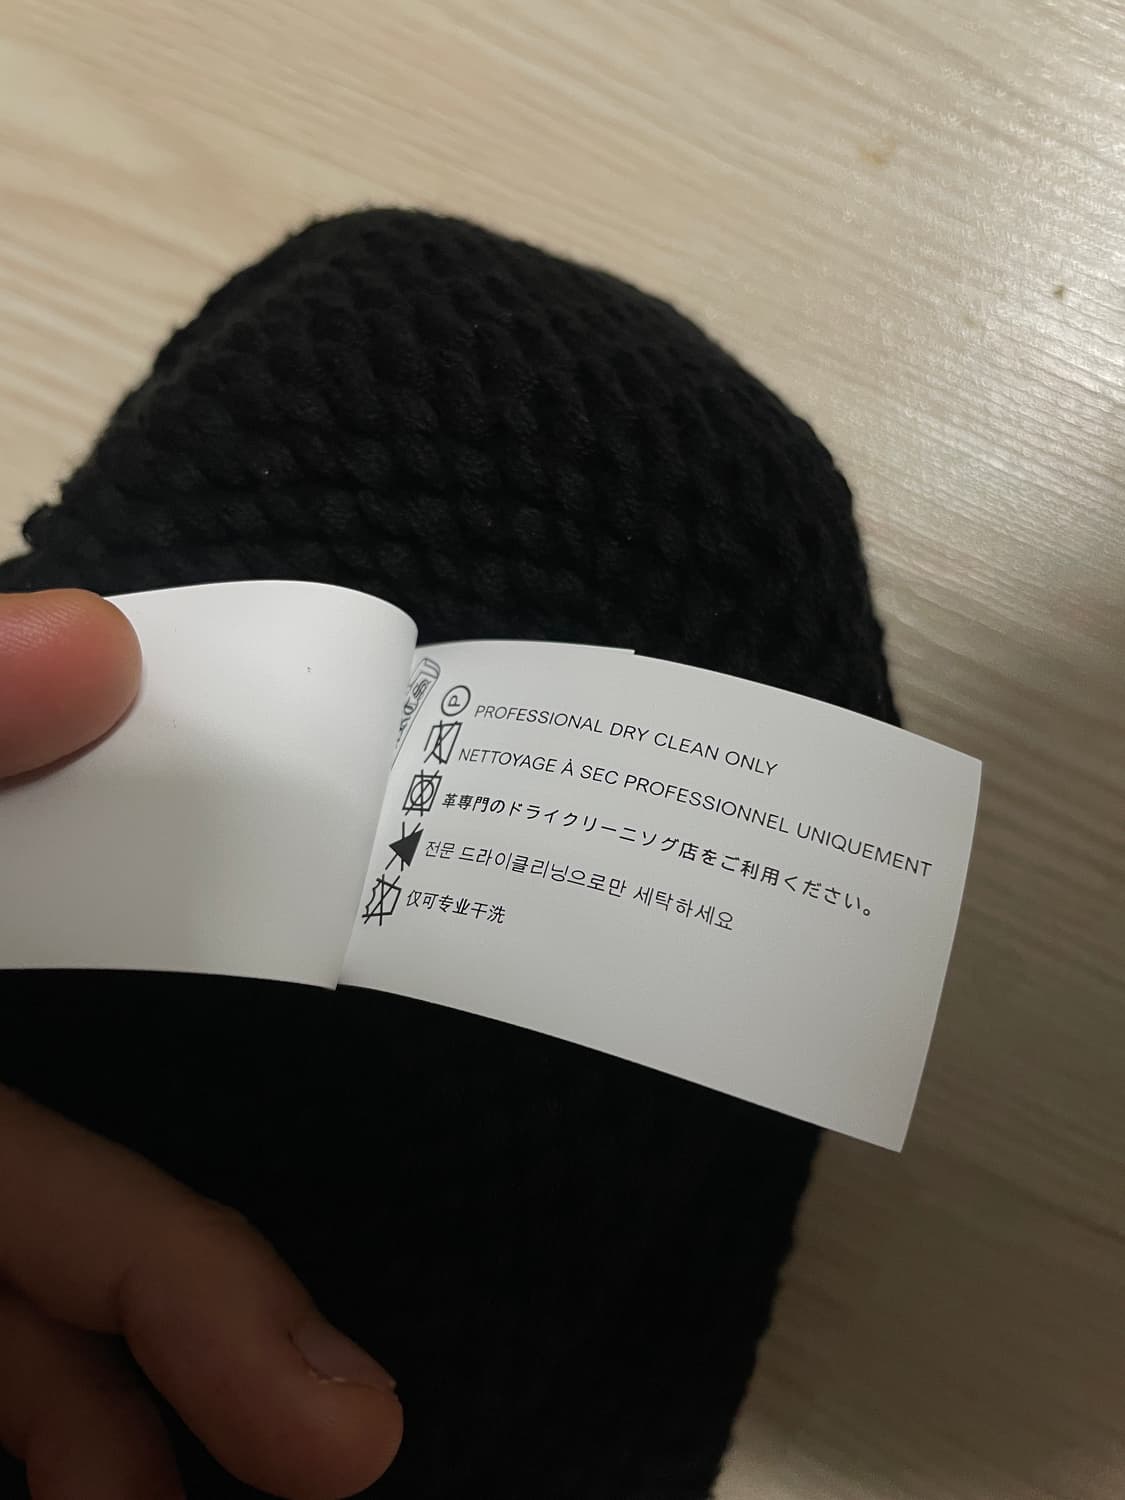 P
PROFESSIONAL DRY CLEAN ONLY
NETTOYAGE À SEC PROFESSIONNEL UNIQUEMENT
革専門のドライクリーニソグ店をご利用ください。
전문 드라이클리닝으로만 세탁하세요
仅可专业干洗